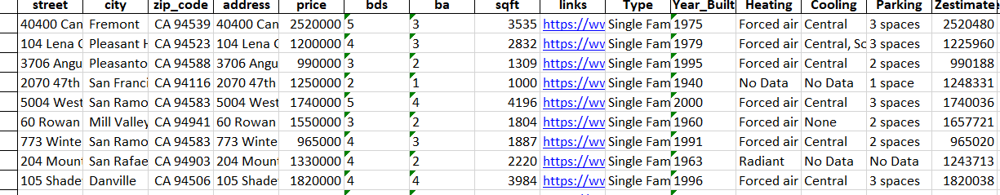 street city zip_code address price bds ba sqft links Type Year_Built Heating Cooling Parking Zestimate
40400 Can Fremont CA 94539 40400 Can 2520000 5 3 3535 https://ww Single Fam 1975 Forced air Central 3 spaces 2520480
104 Lena C Pleasant H CA 94523 104 Lena C 1200000 4 3 2832 https://ww Single Fam 1979 Forced air Central, So 3 spaces 1225960
3706 Angu Pleasanto CA 94588 3706 Angu 990000 3 2 1309 https://ww Single Fam 1995 Forced air Central 2 spaces 990188
2070 47th San Franci CA 94116 2070 47th 1250000 2 1 1000 https://ww Single Fam 1940 No Data No Data 1 space 1248331
5004 West San Ramo CA 94583 5004 West 1740000 5 4 4196 https://ww Single Fam 2000 Forced air Central 3 spaces 1740036
60 Rowan Mill Valley CA 94941 60 Rowan 1550000 3 2 1804 https://ww Single Fam 1960 Forced air None 2 spaces 1657721
773 Winte San Ramo CA 94583 773 Winte 965000 4 3 1887 https://ww Single Fam 1991 Forced air Central 2 spaces 965020
204 Mount San Rafae CA 94903 204 Mount 1330000 4 2 2220 https://ww Single Fam 1963 Radiant No Data No Data 1243713
105 Shade Danville CA 94506 105 Shade 1820000 4 4 3984 https://ww Single Fam 1996 Forced air Central 3 spaces 1820038